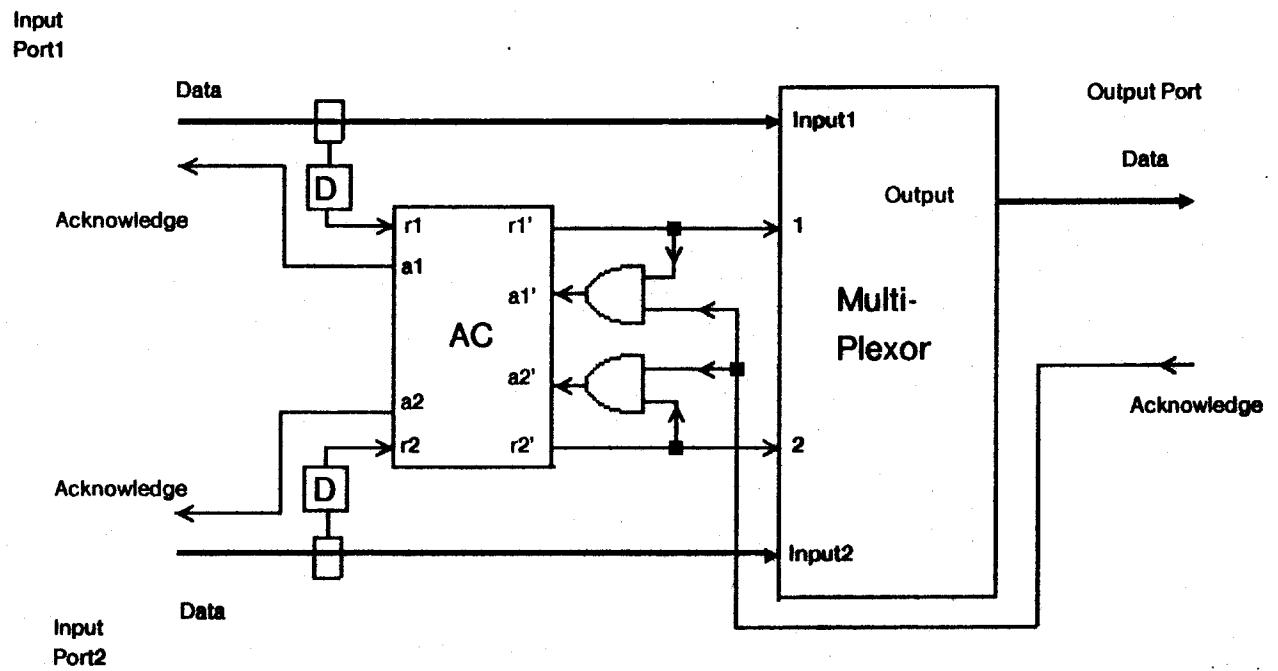 Input
Port1
Data
Output Port
Input1
Data
D
Output
Acknowledge
r1
r1'
1
a1
a1'
Multi-
Plexor
AC
a2'
a2
Acknowledge
r2
r2'
2
D
Acknowledge
Input2
Data
Input
Port2